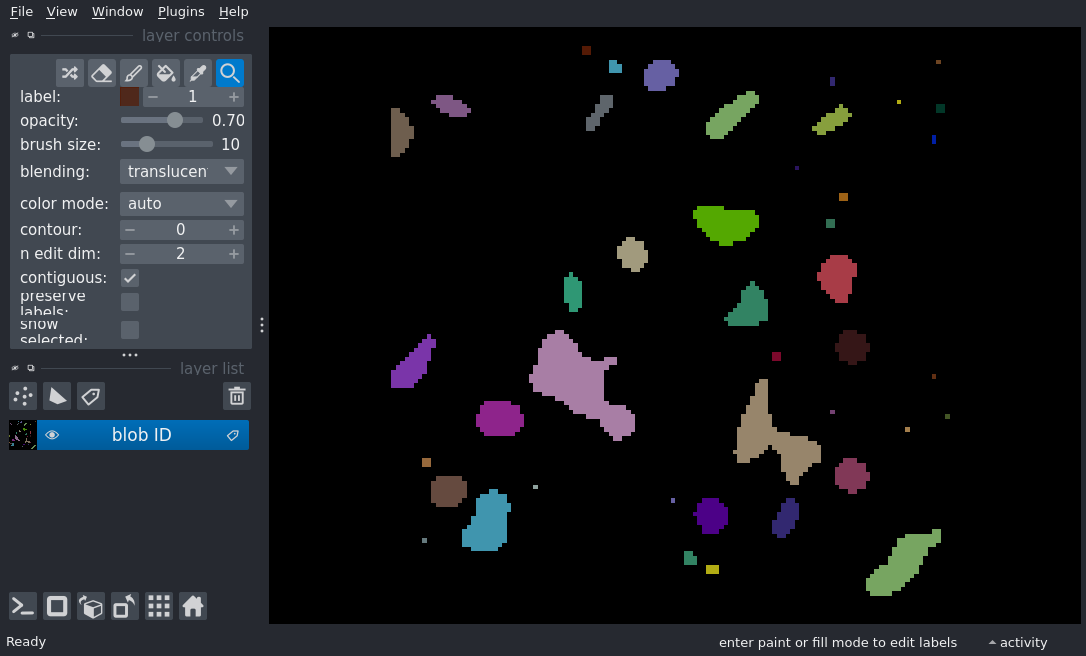 File View Window Plugins Help
layer controls
label: 1
opacity: 0.70
brush size: 10
blending: translucen
color mode: auto
contour: 0
n edit dim: 2
contiguous:
preserve
labels:
show
selected:
layer list
blob ID
Ready
enter paint or fill mode to edit labels
activity